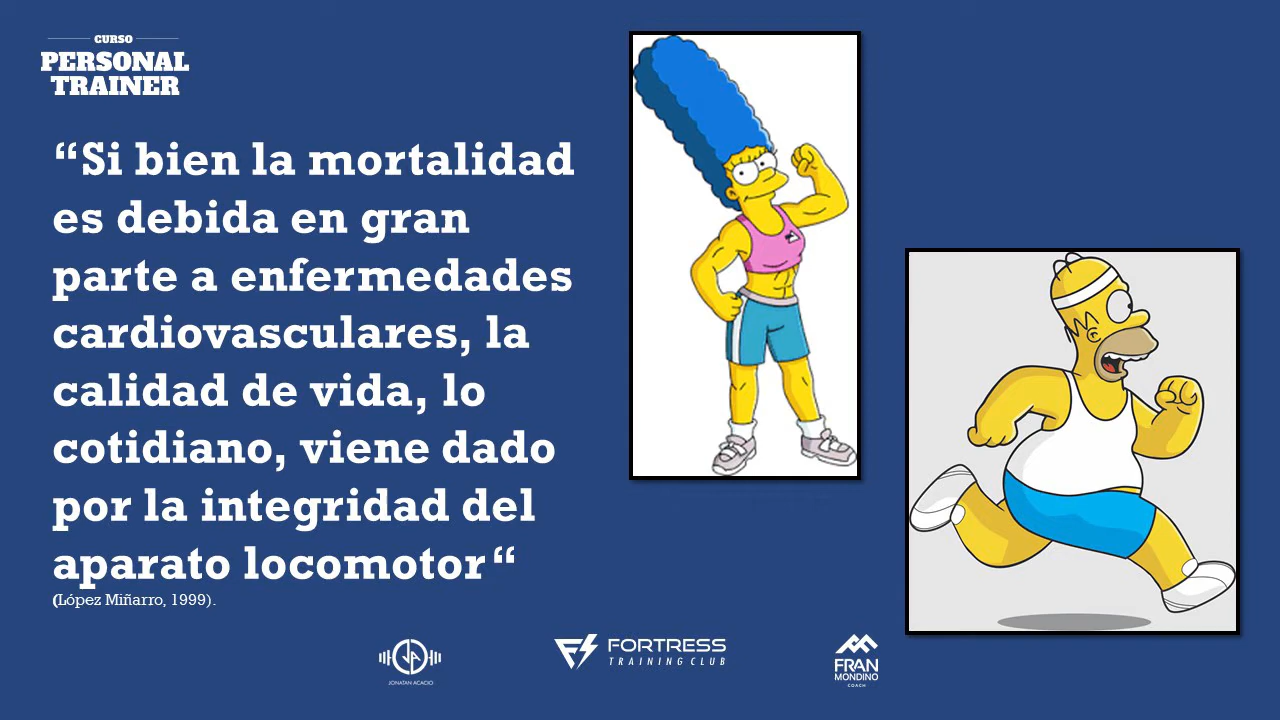 CURSO
PERSONAL
TRAINER
“Si bien la mortalidad
es debida en gran
parte a enfermedades
cardiovasculares, la
calidad de vida, lo
cotidiano, viene dado
por la integridad del
aparato locomotor“
(López Miñarro, 1999).
JONATAN ACACIO
FORTRESS
TRAINING CLUB
FRAN
MONDINO
COACH